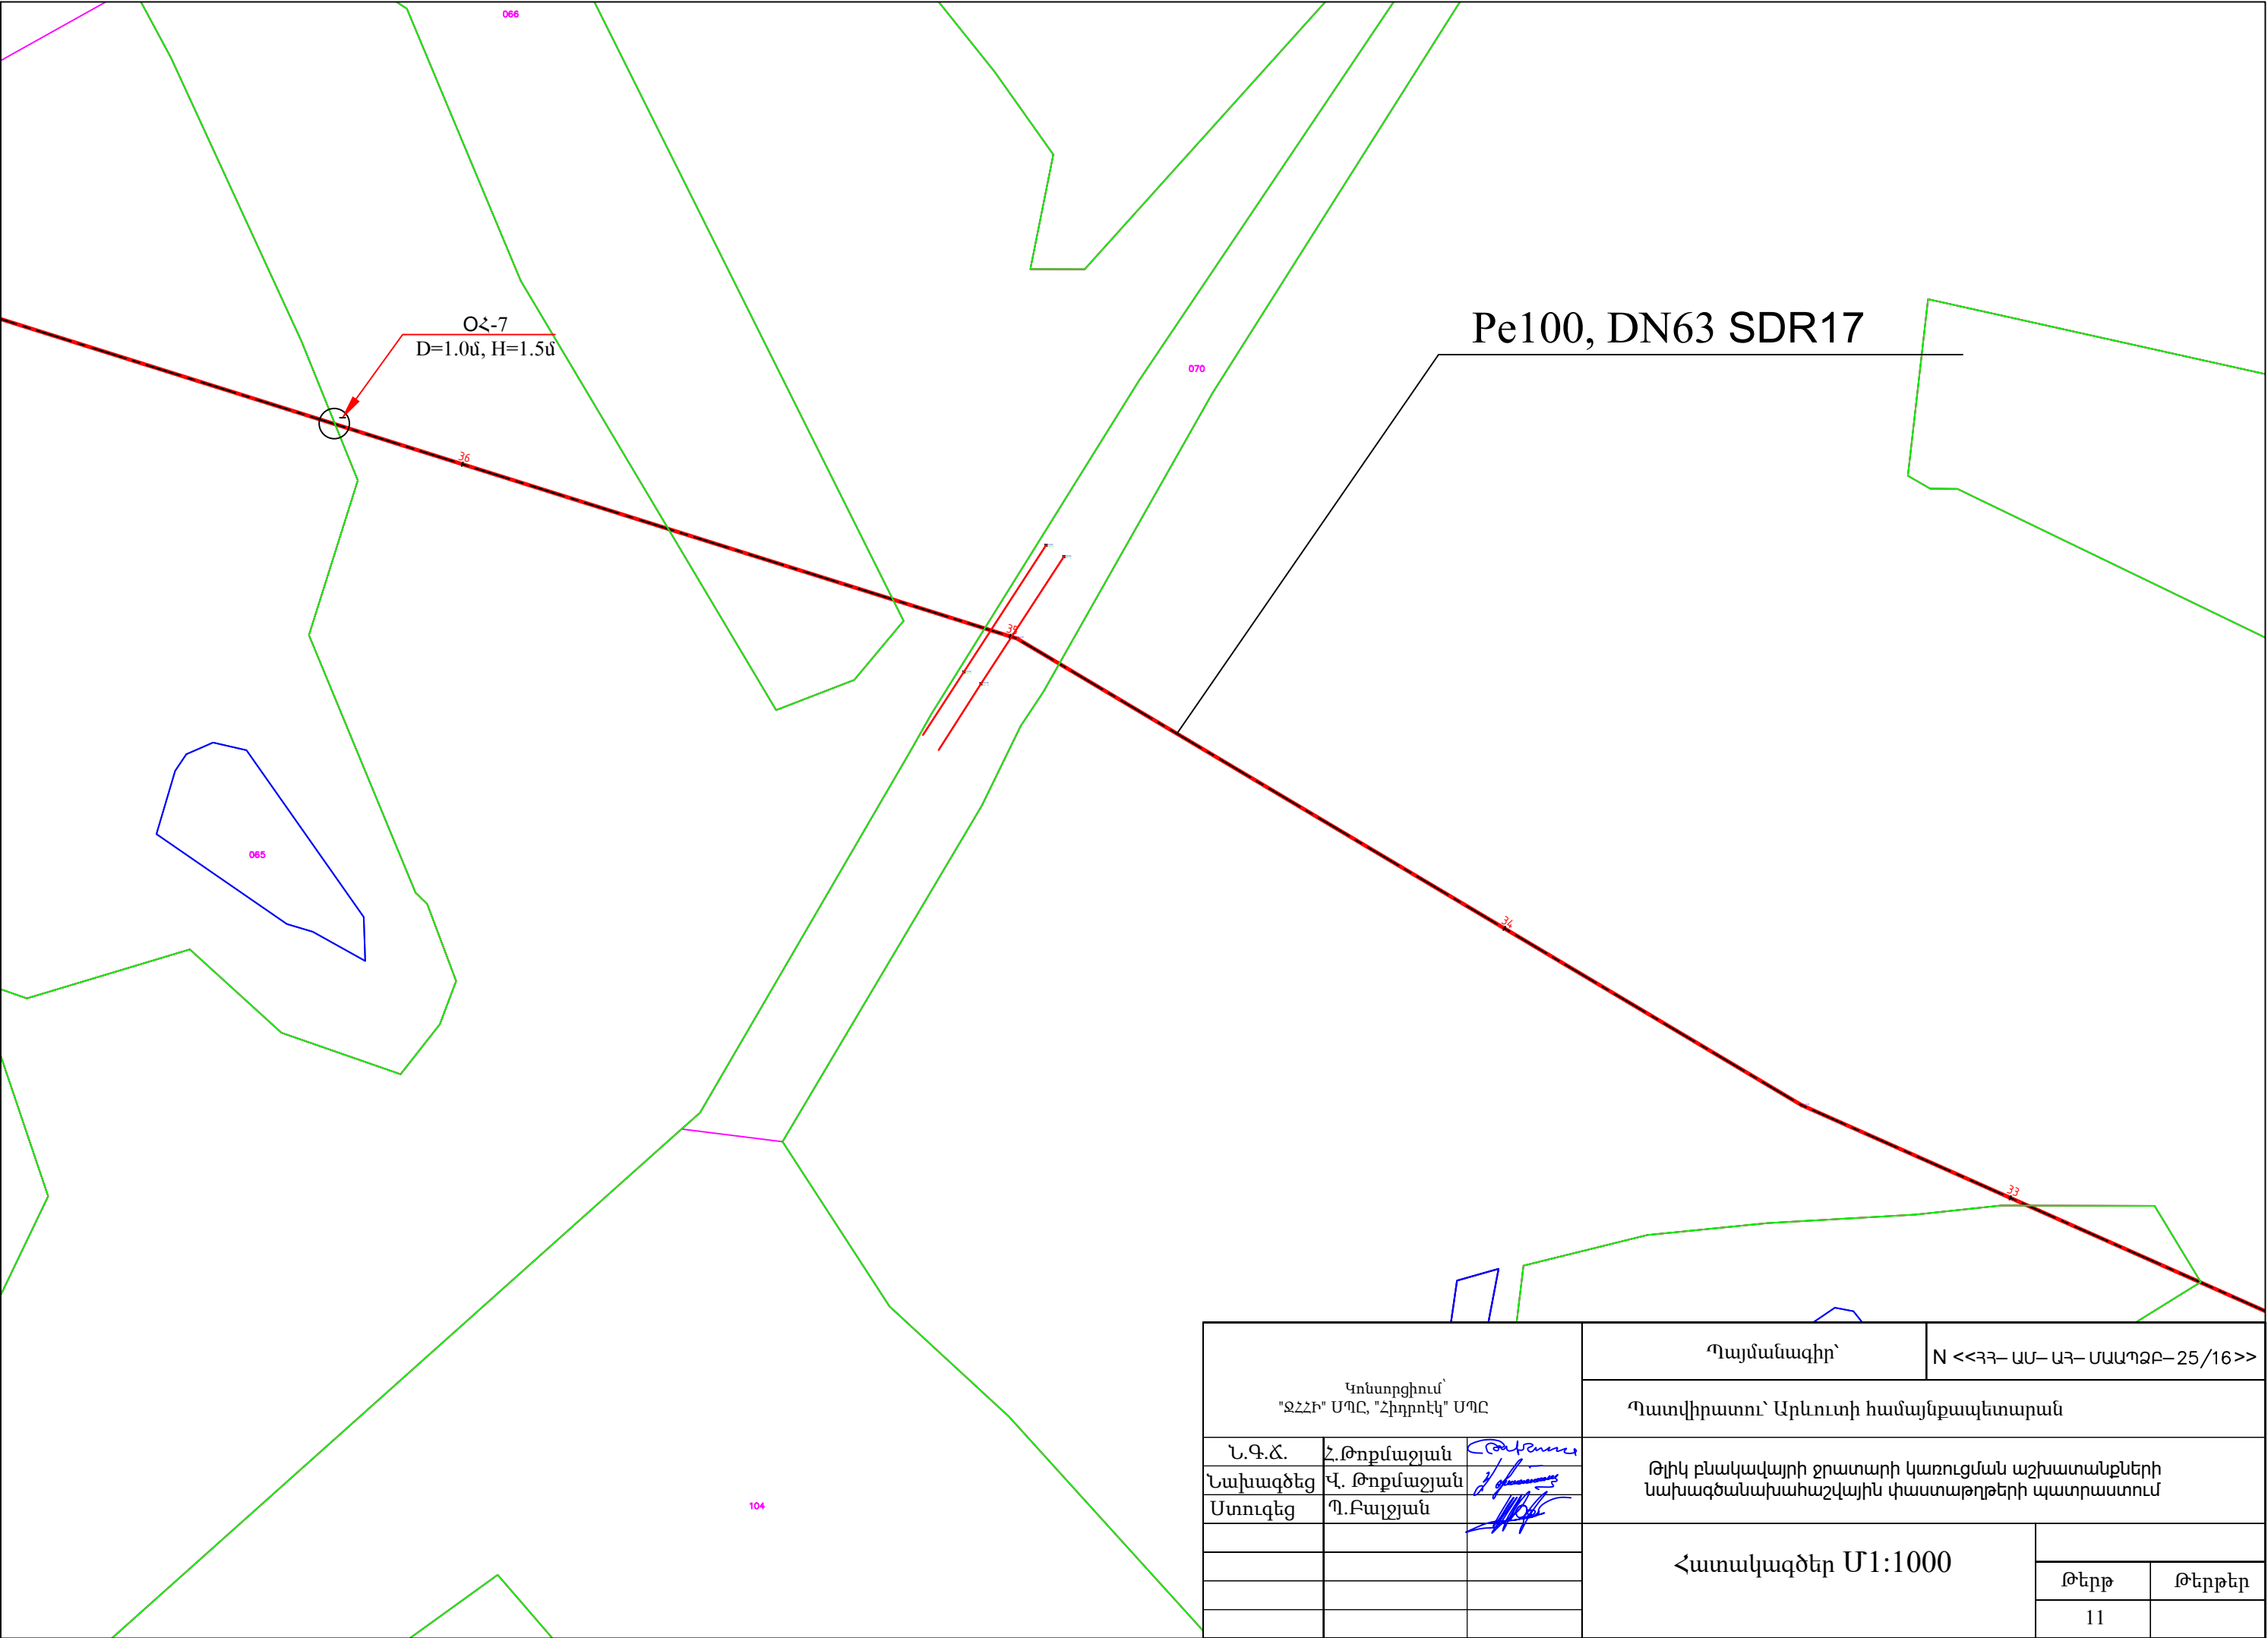 066
ՕՀ-7
D=1.0մ, H=1.5մ
Pe100, DN63 SDR17
070
36
35
065
34
33
104
Կոնսորցիում՝
"ՋՀՀԻ" ՍՊԸ, "Հիդրոէկ" ՍՊԸ
Պայմանագիր՝
N <<ՀՀ-ԱՄ-ԱՀ-ՄԱԱՊՁԲ-25/16>>
Պատվիրատու՝ Արևուտի համայնքապետարան
Ն.Գ.Ճ. Հ.Թոքմաջյան
Նախագծեց Վ. Թոքմաջյան
Ստուգեց Պ.Բալջյան
Թլիկ բնակավայրի ջրատարի կառուցման աշխատանքների
նախագծանախահաշվային փաստաթղթերի պատրաստում
Հատակագծեր Մ1:1000
Թերթ Թերթեր
11